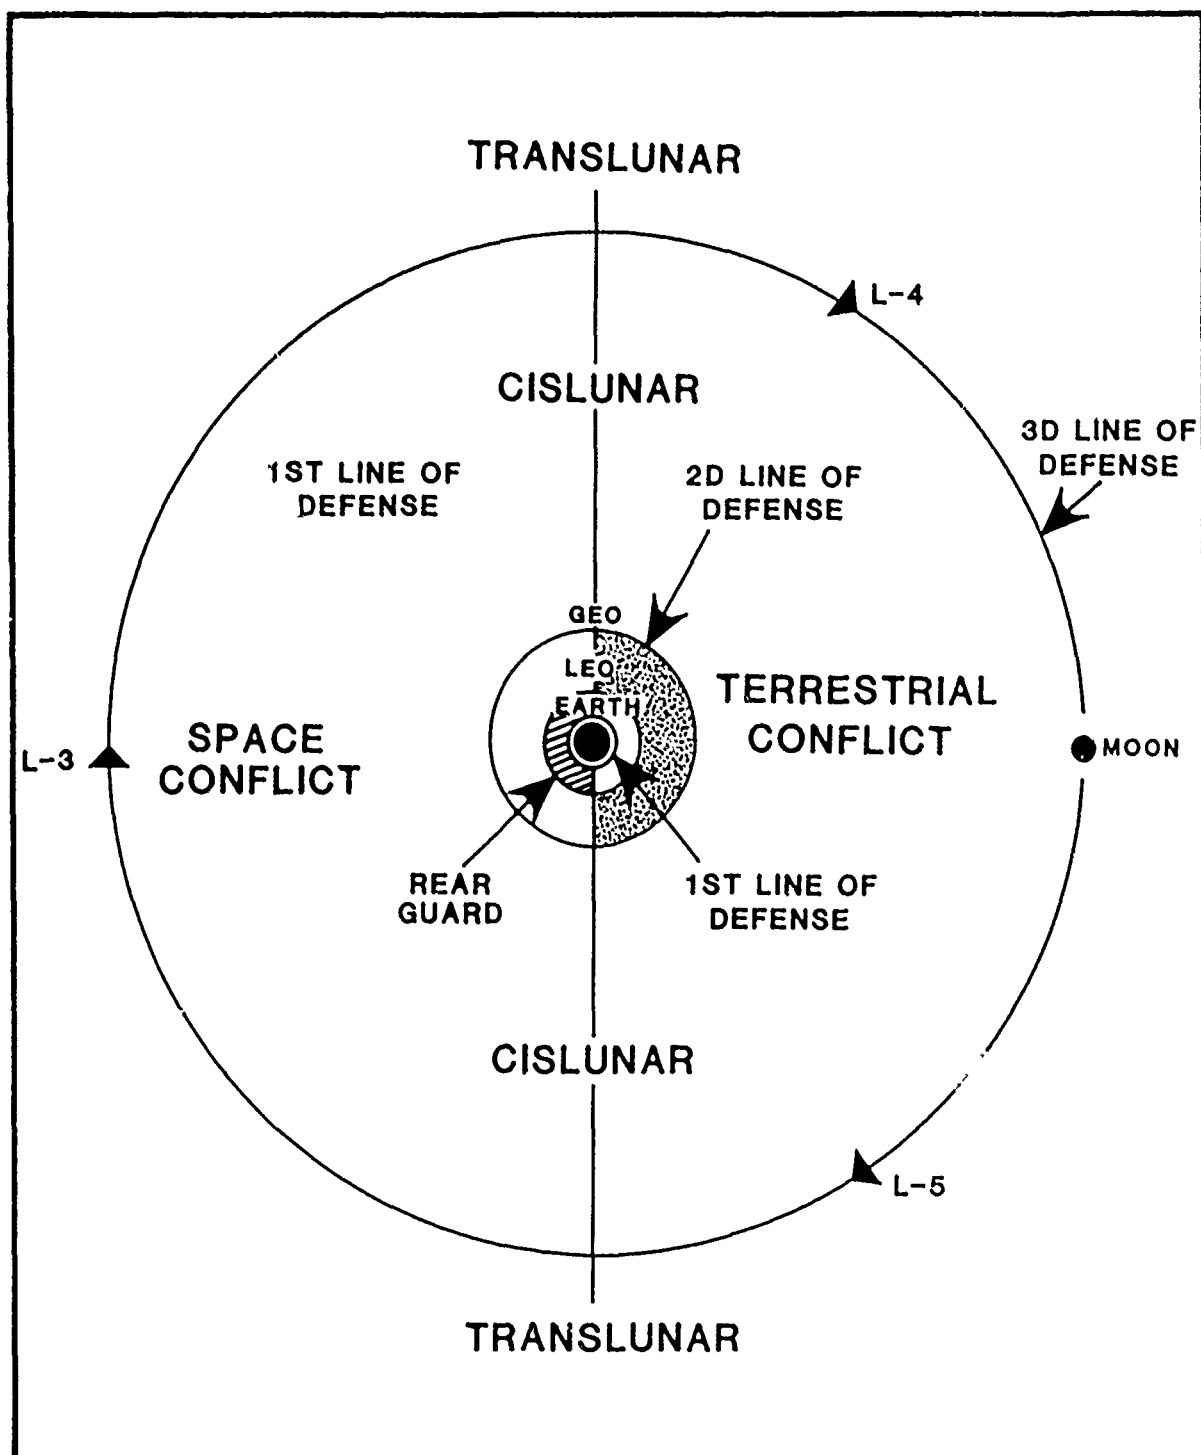 TRANSLUNAR
L-4
CISLUNAR
3D LINE OF
DEFENSE
1ST LINE OF
DEFENSE
2D LINE OF
DEFENSE
GEO
LEO
EARTH
TERRESTRIAL
CONFLICT
SPACE
CONFLICT
L-3
MOON
REAR
GUARD
1ST LINE OF
DEFENSE
CISLUNAR
L-5
TRANSLUNAR